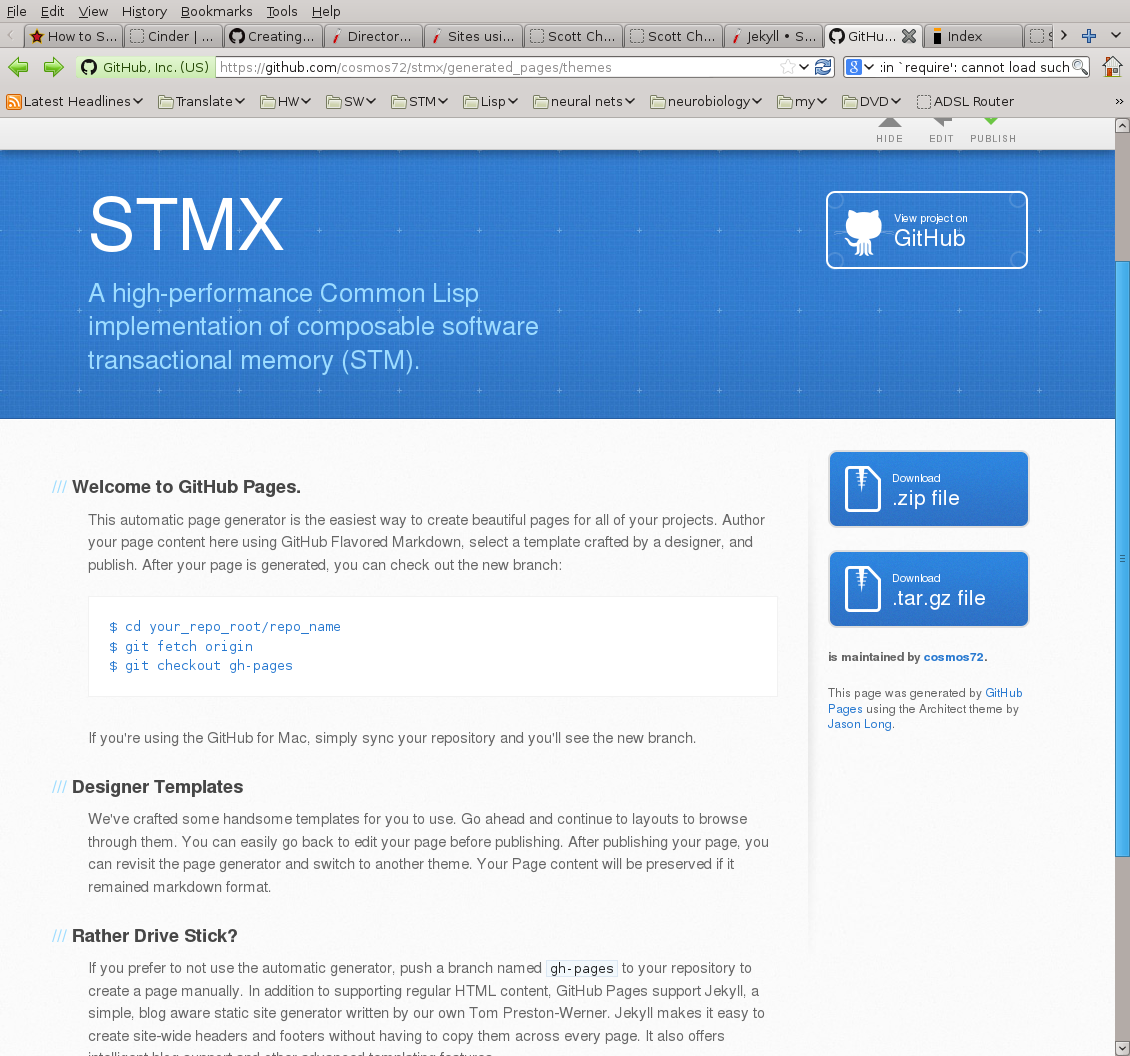 File Edit View History Bookmarks Tools Help
How to S... Cinder | ... Creating... Director... Sites usi... Scott Ch... Scott Ch... Jekyll • S... GitHu... Index
GitHub, Inc. (US) https://github.com/cosmos72/stmx/generated_pages/themes :in `require': cannot load such
Latest Headlines Translate HW SW STM Lisp neural nets neurobiology my DVD ADSL Router »
HIDE EDIT PUBLISH
STMX
View project on
GitHub
A high-performance Common Lisp
implementation of composable software
transactional memory (STM).
/// Welcome to GitHub Pages.
This automatic page generator is the easiest way to create beautiful pages for all of your projects. Author
your page content here using GitHub Flavored Markdown, select a template crafted by a designer, and
publish. After your page is generated, you can check out the new branch:
$ cd your_repo_root/repo_name
$ git fetch origin
$ git checkout gh-pages
If you're using the GitHub for Mac, simply sync your repository and you'll see the new branch.
/// Designer Templates
We've crafted some handsome templates for you to use. Go ahead and continue to layouts to browse
through them. You can easily go back to edit your page before publishing. After publishing your page, you
can revisit the page generator and switch to another theme. Your Page content will be preserved if it
remained markdown format.
/// Rather Drive Stick?
If you prefer to not use the automatic generator, push a branch named gh-pages to your repository to
create a page manually. In addition to supporting regular HTML content, GitHub Pages support Jekyll, a
simple, blog aware static site generator written by our own Tom Preston-Werner. Jekyll makes it easy to
create site-wide headers and footers without having to copy them across every page. It also offers
intelligent blog support and other advanced templating features.
Download
.zip file
Download
.tar.gz file
is maintained by cosmos72.
This page was generated by GitHub
Pages using the Architect theme by
Jason Long.